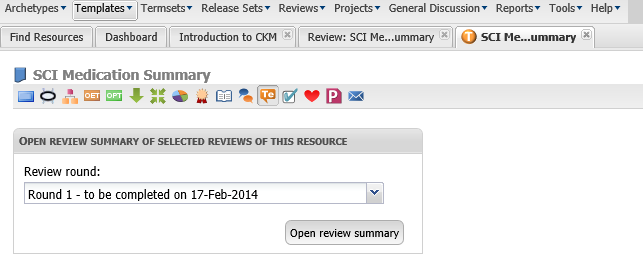 Archetypes Templates Termsets Release Sets Reviews Projects General Discussion Reports Tools Help
Find Resources Dashboard Introduction to CKM Review: SCI Me...ummary T SCI Me...ummary
SCI Medication Summary
OET OPT Te P
OPEN REVIEW SUMMARY OF SELECTED REVIEWS OF THIS RESOURCE
Review round:
Round 1 - to be completed on 17-Feb-2014
Open review summary